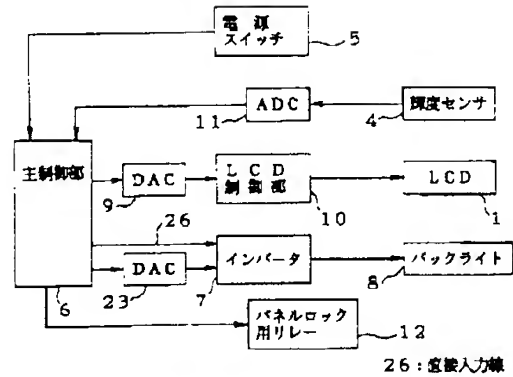 電源
スイッチ
5
ADC
11
輝度センサ
4
主制御部
6
DAC
9
LCD
制御部
10
LCD
1
26
DAC
23
インバータ
7
バックライト
8
パネルロック
用リレー
12
26:直接入力線